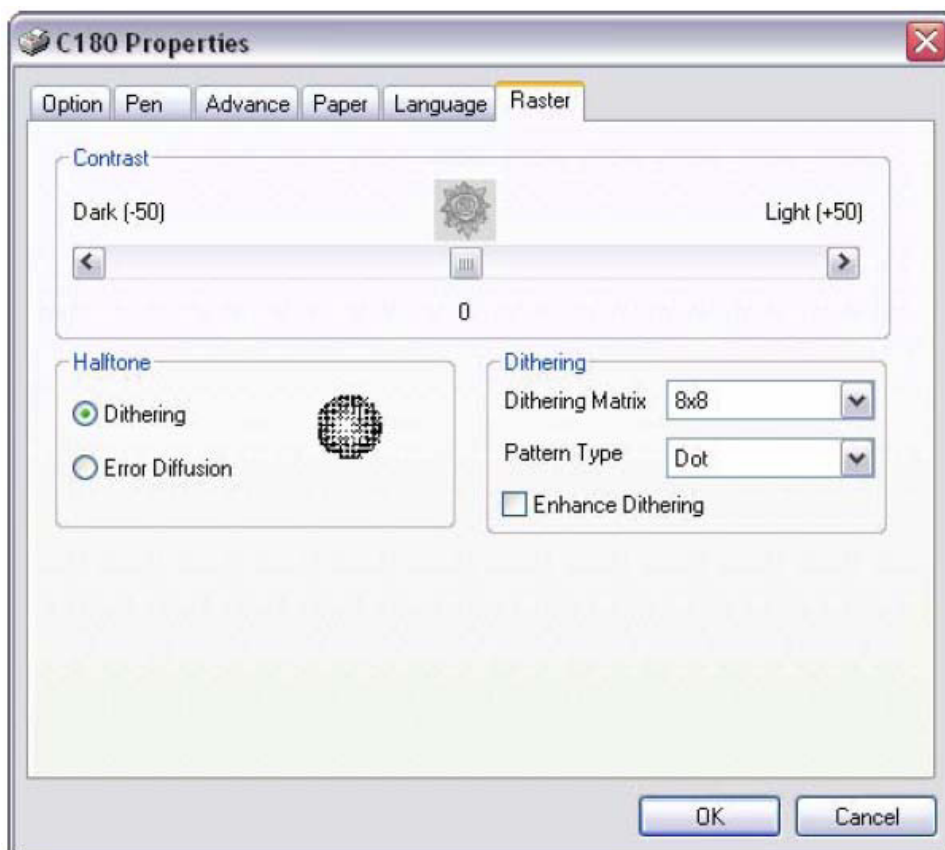 C180 Properties
Option Pen Advance Paper Language Raster
Contrast
Dark (-50) Light (+50)
0
Halftone
Dithering
Error Diffusion
Dithering
Dithering Matrix 8x8
Pattern Type Dot
Enhance Dithering
OK Cancel